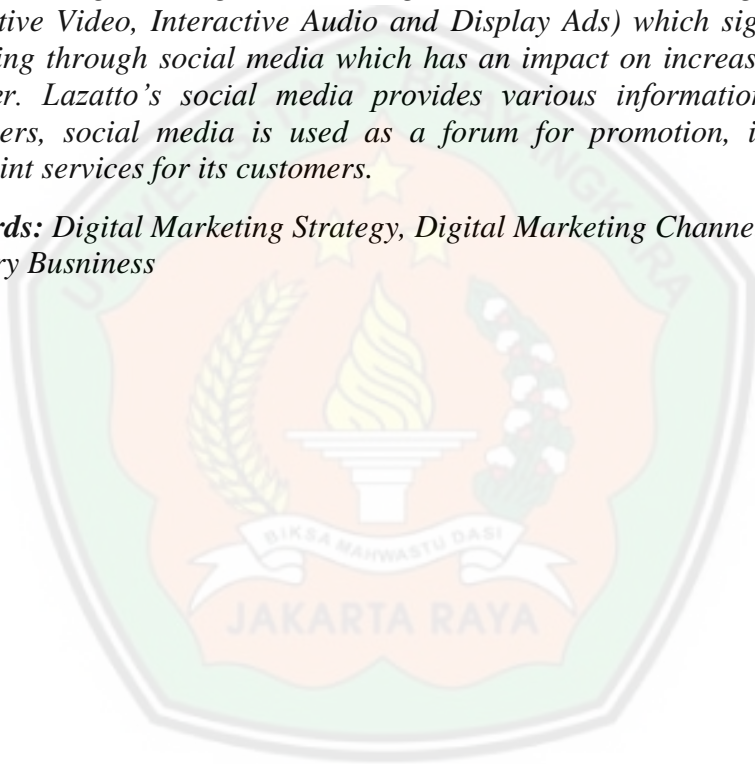 tive Video, Interactive Audio and Display Ads) which sig
ing through social media which has an impact on increas
er. Lazatto's social media provides various information
ers, social media is used as a forum for promotion, i
int services for its customers.
rds: Digital Marketing Strategy, Digital Marketing Channe
ry Busniness
BIKSA MAHWASTU DASI
JAKARTA RAYA